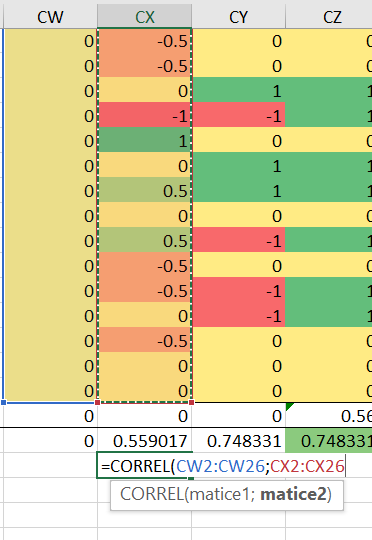 CW CX CY CZ
0 -0.5 0 0
0 -0.5 0 0
0 0 1 1
0 -1 -1 1
0 1 0 0
0 0 1 1
0 0.5 1 1
0 0 0 0
0 0.5 -1 1
0 -0.5 0 0
0 -0.5 -1 1
0 0 -1 1
0 -0.5 0 0
0 0 0 0
0 0 0 0
0 0 0 0.56
0 0.559017 0.748331 0.748331
=CORREL(CW2:CW26;CX2:CX26
CORREL(matice1; matice2)